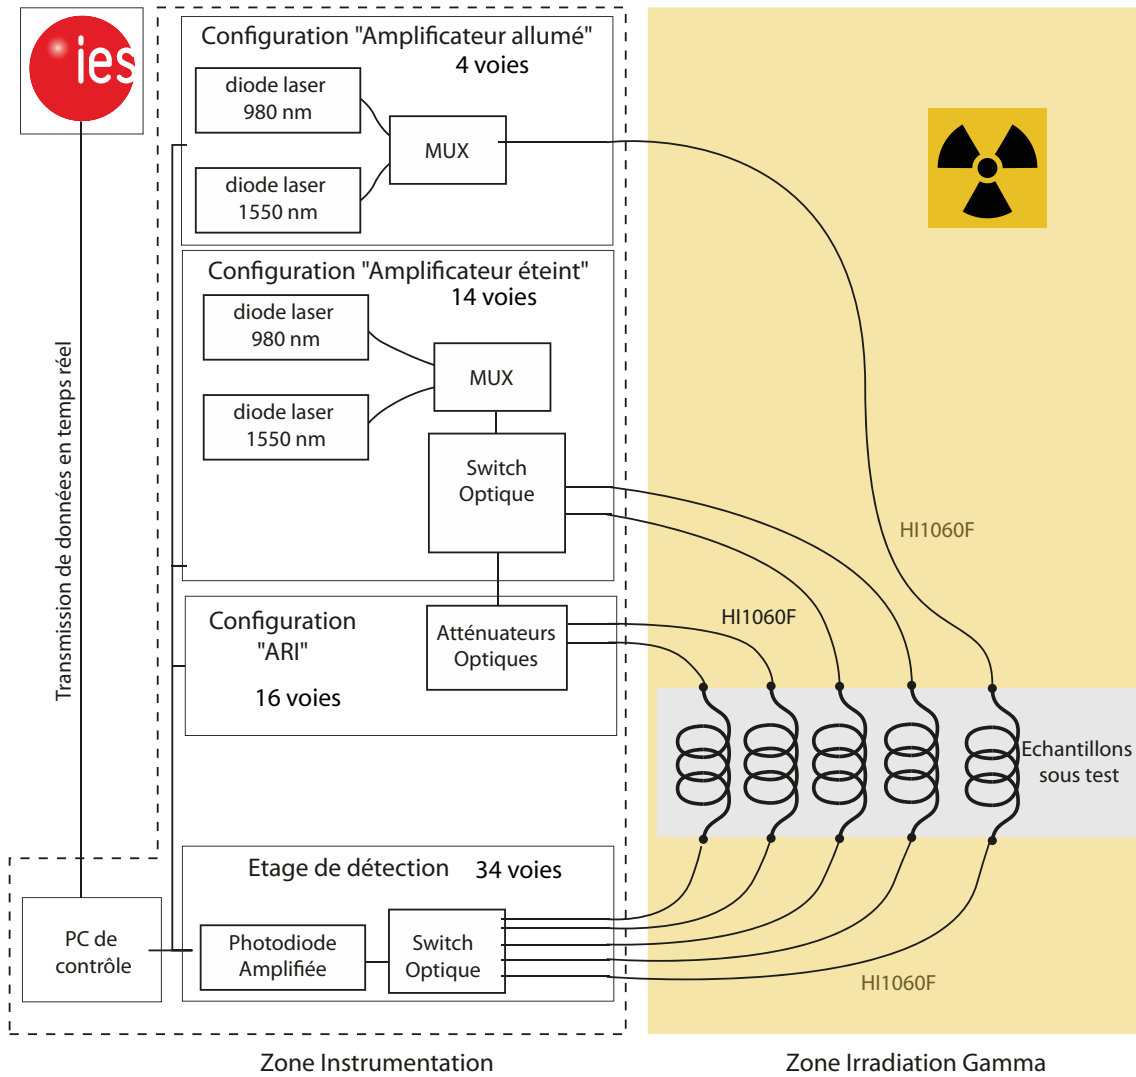 ies
Configuration "Amplificateur allumé"
4 voies
diode laser
980 nm
MUX
diode laser
1550 nm
Configuration "Amplificateur éteint"
14 voies
diode laser
980 nm
MUX
diode laser
1550 nm
Switch
Optique
HI1060F
Transmission de données en temps réel
Configuration
"ARI"
16 voies
Atténuateurs
Optiques
HI1060F
Echantillons
sous test
Etage de détection
34 voies
PC de
contrôle
Photodiode
Amplifiée
Switch
Optique
HI1060F
Zone Instrumentation
Zone Irradiation Gamma